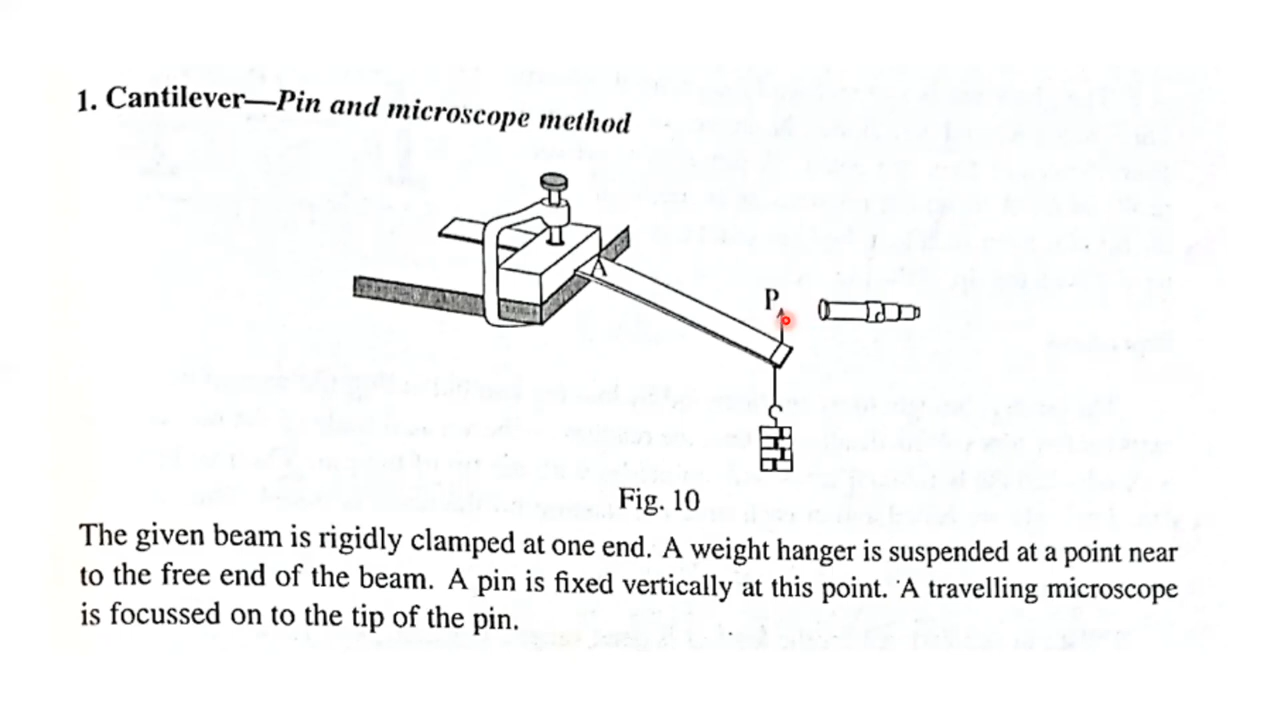 1. Cantilever—Pin and microscope method
A
P
Fig. 10
The given beam is rigidly clamped at one end. A weight hanger is suspended at a point near
to the free end of the beam. A pin is fixed vertically at this point. A travelling microscope
is focussed on to the tip of the pin.